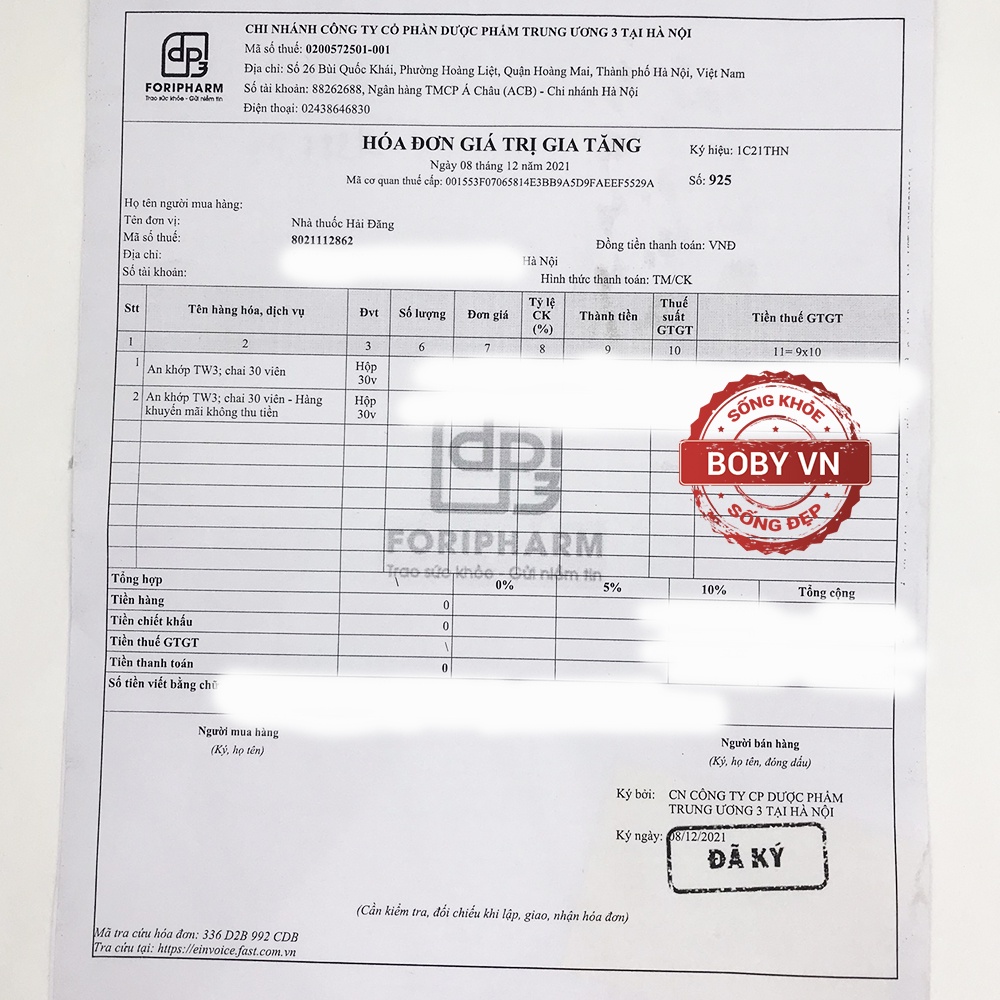 CHI NHÁNH CÔNG TY CỔ PHẦN DƯỢC PHẨM TRUNG ƯƠNG 3 TẠI HÀ NỘI
Mã số thuế: 0200572501-001
Địa chỉ: Số 26 Bùi Quốc Khái, Phường Hoàng Liệt, Quận Hoàng Mai, Thành phố Hà Nội, Việt Nam
Số tài khoản: 88262688, Ngân hàng TMCP Á Châu (ACB) - Chi nhánh Hà Nội
Điện thoại: 02438646830
dp3
FORIPHARM
Trao sức khỏe - Gửi niềm tin
HÓA ĐƠN GIÁ TRỊ GIA TĂNG
Ký hiệu: 1C21THN
Ngày 08 tháng 12 năm 2021
Mã cơ quan thuế cấp: 001553F07065814E3BB9A5D9FAEEF5529A
Số: 925
Họ tên người mua hàng:
Tên đơn vị: Nhà thuốc Hải Đăng
Mã số thuế: 8021112862
Đồng tiền thanh toán: VNĐ
Địa chỉ: Hà Nội
Số tài khoản:
Hình thức thanh toán: TM/CK
Stt Tên hàng hóa, dịch vụ Đvt Số lượng Đơn giá Tỷ lệ CK (%) Thành tiền Thuế suất GTGT Tiền thuế GTGT
1 2 3 6 7 8 9 10 11= 9x10
1 An khớp TW3; chai 30 viên Hộp 30v
2 An khớp TW3; chai 30 viên - Hàng khuyến mãi không thu tiền Hộp 30v
SỐNG KHỎE
BOBY VN
SỐNG ĐẸP
dp3
FORIPHARM
Trao sức khỏe - Gửi niềm tin
Tổng hợp \ 0% 5% 10% Tổng cộng
Tiền hàng 0
Tiền chiết khấu 0
Tiền thuế GTGT \
Tiền thanh toán 0
Số tiền viết bằng chữ
Người mua hàng
(Ký, họ tên)
Người bán hàng
(Ký, họ tên, đóng dấu)
Ký bởi: CN CÔNG TY CP DƯỢC PHẨM
TRUNG ƯƠNG 3 TẠI HÀ NỘI
Ký ngày: 08/12/2021
ĐÃ KÝ
(Cần kiểm tra, đối chiếu khi lập, giao, nhận hóa đơn)
Mã tra cứu hóa đơn: 336 D2B 992 CDB
Tra cứu tại: https://einvoice.fast.com.vn